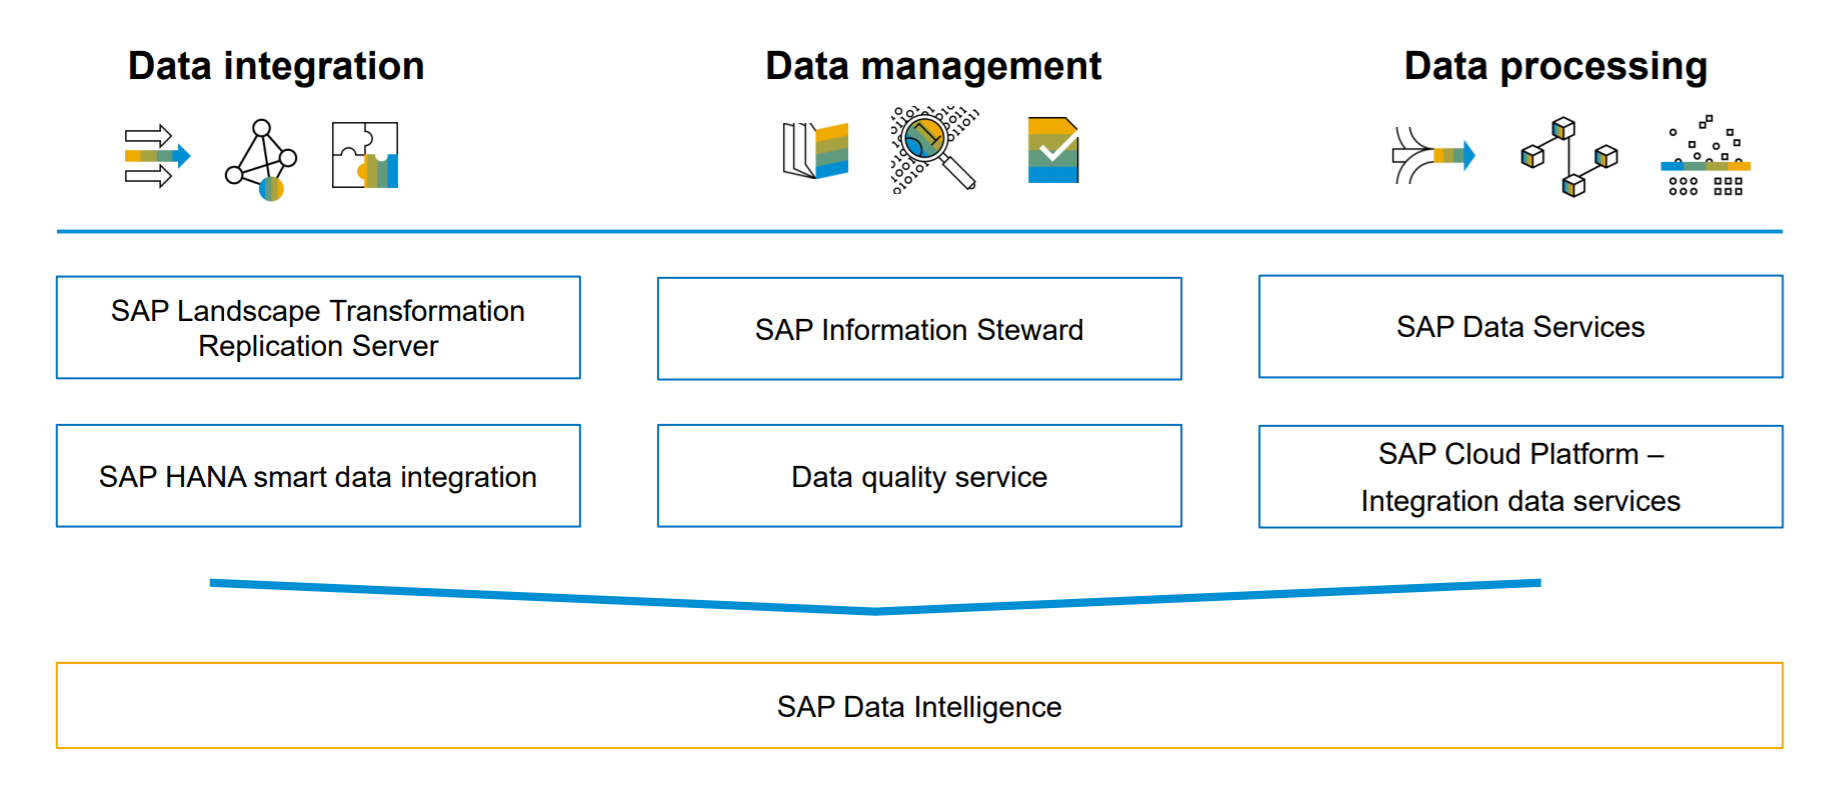 Data integration
Data management
Data processing
SAP Landscape Transformation
Replication Server
SAP Information Steward
SAP Data Services
SAP HANA smart data integration
Data quality service
SAP Cloud Platform –
Integration data services
SAP Data Intelligence